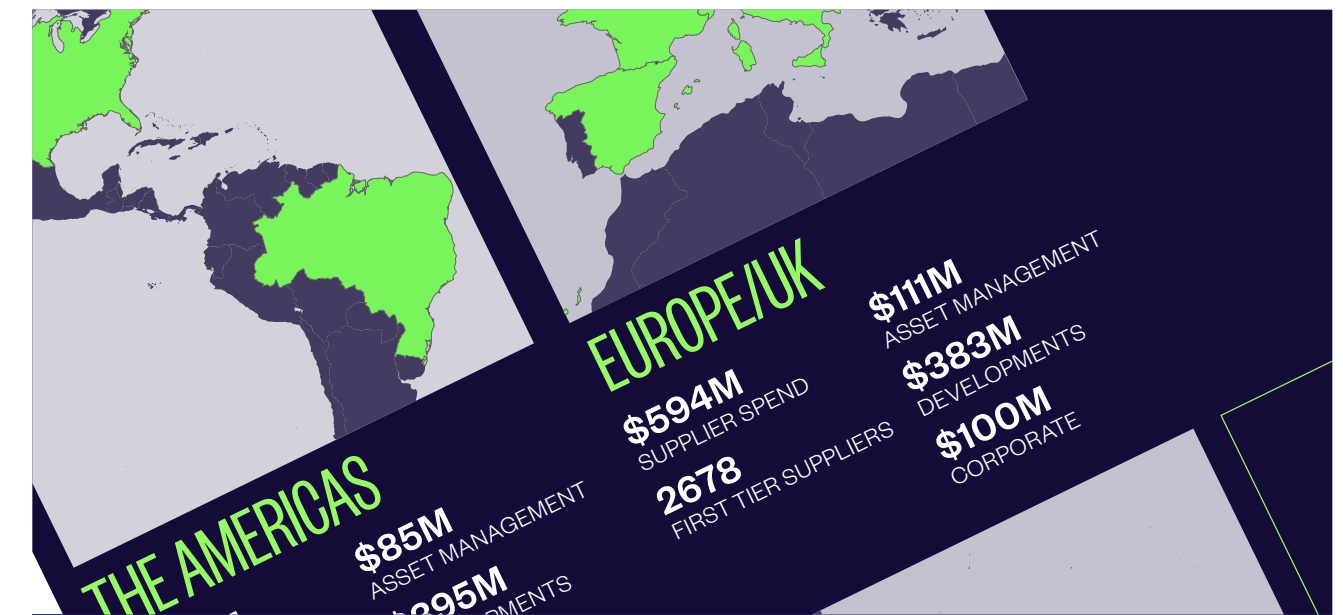 EUROPE/UK
$594M
SUPPLIER SPEND
2678
FIRST TIER SUPPLIERS
$111M
ASSET MANAGEMENT
$383M
DEVELOPMENTS
$100M
CORPORATE
THE AMERICAS
$85M
ASSET MANAGEMENT